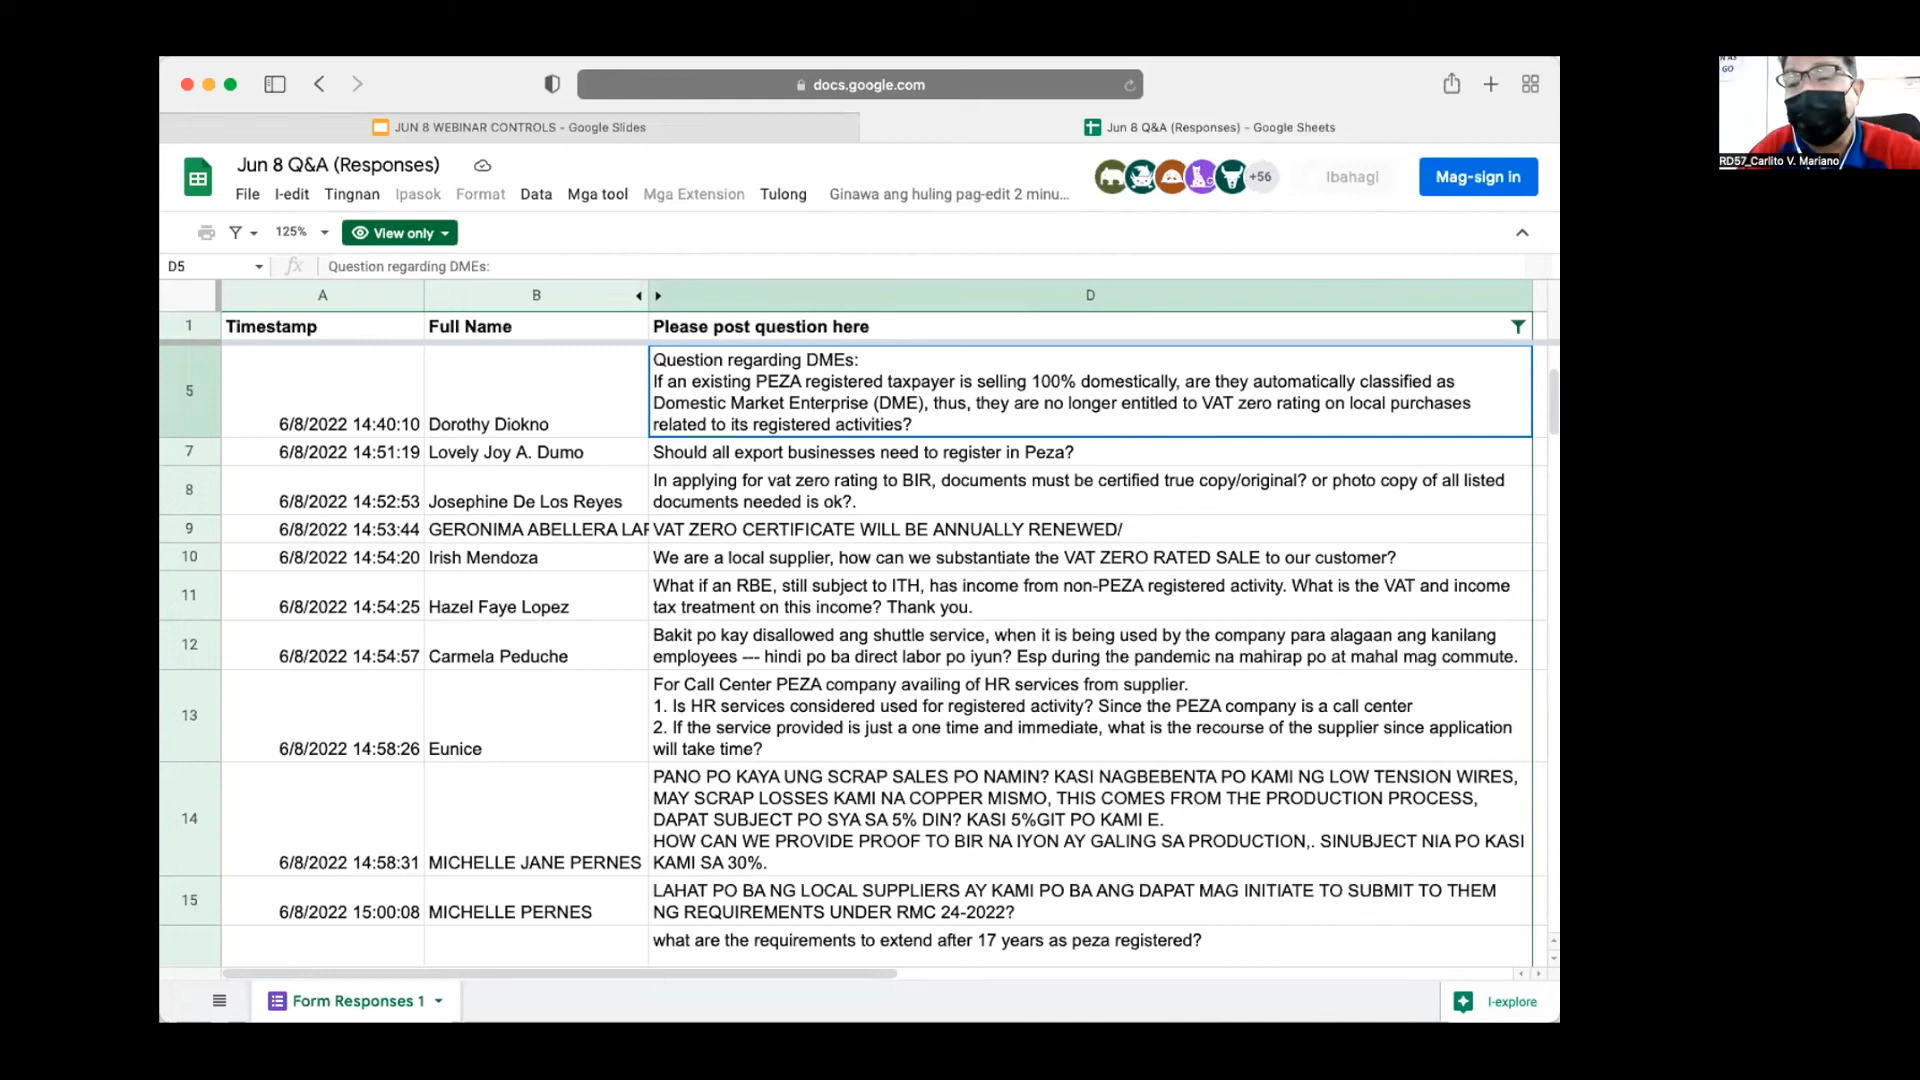 docs.google.com
JUN 8 WEBINAR CONTROLS - Google Slides
Jun 8 Q&A (Responses) - Google Sheets
Jun 8 Q&A (Responses)
File I-edit Tingnan Ipasok Format Data Mga tool Mga Extension Tulong Ginawa ang huling pag-edit 2 minu...
+56
Ibahagi
Mag-sign in
125%
View only
D5
fx
Question regarding DMEs:
A B D
1 Timestamp Full Name Please post question here
5
Question regarding DMEs:
If an existing PEZA registered taxpayer is selling 100% domestically, are they automatically classified as
Domestic Market Enterprise (DME), thus, they are no longer entitled to VAT zero rating on local purchases
6/8/2022 14:40:10 Dorothy Diokno related to its registered activities?
7 6/8/2022 14:51:19 Lovely Joy A. Dumo Should all export businesses need to register in Peza?
8 In applying for vat zero rating to BIR, documents must be certified true copy/original? or photo copy of all listed
6/8/2022 14:52:53 Josephine De Los Reyes documents needed is ok?.
9 6/8/2022 14:53:44 GERONIMA ABELLERA LAF VAT ZERO CERTIFICATE WILL BE ANNUALLY RENEWED/
10 6/8/2022 14:54:20 Irish Mendoza We are a local supplier, how can we substantiate the VAT ZERO RATED SALE to our customer?
11 What if an RBE, still subject to ITH, has income from non-PEZA registered activity. What is the VAT and income
6/8/2022 14:54:25 Hazel Faye Lopez tax treatment on this income? Thank you.
12 Bakit po kay disallowed ang shuttle service, when it is being used by the company para alagaan ang kanilang
6/8/2022 14:54:57 Carmela Peduche employees --- hindi po ba direct labor po iyun? Esp during the pandemic na mahirap po at mahal mag commute.
13
For Call Center PEZA company availing of HR services from supplier.
1. Is HR services considered used for registered activity? Since the PEZA company is a call center
2. If the service provided is just a one time and immediate, what is the recourse of the supplier since application
6/8/2022 14:58:26 Eunice will take time?
14
PANO PO KAYA UNG SCRAP SALES PO NAMIN? KASI NAGBEBENTA PO KAMI NG LOW TENSION WIRES,
MAY SCRAP LOSSES KAMI NA COPPER MISMO, THIS COMES FROM THE PRODUCTION PROCESS,
DAPAT SUBJECT PO SYA SA 5% DIN? KASI 5%GIT PO KAMI E.
HOW CAN WE PROVIDE PROOF TO BIR NA IYON AY GALING SA PRODUCTION,. SINUBJECT NIA PO KASI
6/8/2022 14:58:31 MICHELLE JANE PERNES KAMI SA 30%.
15 LAHAT PO BA NG LOCAL SUPPLIERS AY KAMI PO BA ANG DAPAT MAG INITIATE TO SUBMIT TO THEM
6/8/2022 15:00:08 MICHELLE PERNES NG REQUIREMENTS UNDER RMC 24-2022?
what are the requirements to extend after 17 years as peza registered?
Form Responses 1
I-explore
GO
RD57_Carlito V. Mariano